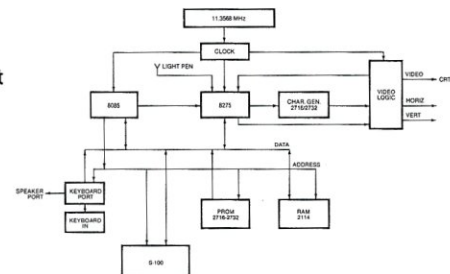 t
11.3568 MHz
CLOCK
LIGHT PEN
8085
8275
CHAR. GEN.
2716/2732
VIDEO
LOGIC
VIDEO
CRT
HORIZ
VERT
DATA
ADDRESS
SPEAKER
PORT
KEYBOARD
PORT
KEYBOARD
IN
PROM
2716-2732
RAM
2114
S-100